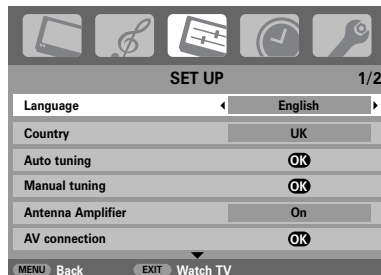 SET UP 1/2
Language English
Country UK
Auto tuning OK
Manual tuning OK
Antenna Amplifier On
AV connection OK
MENU Back EXIT Watch TV